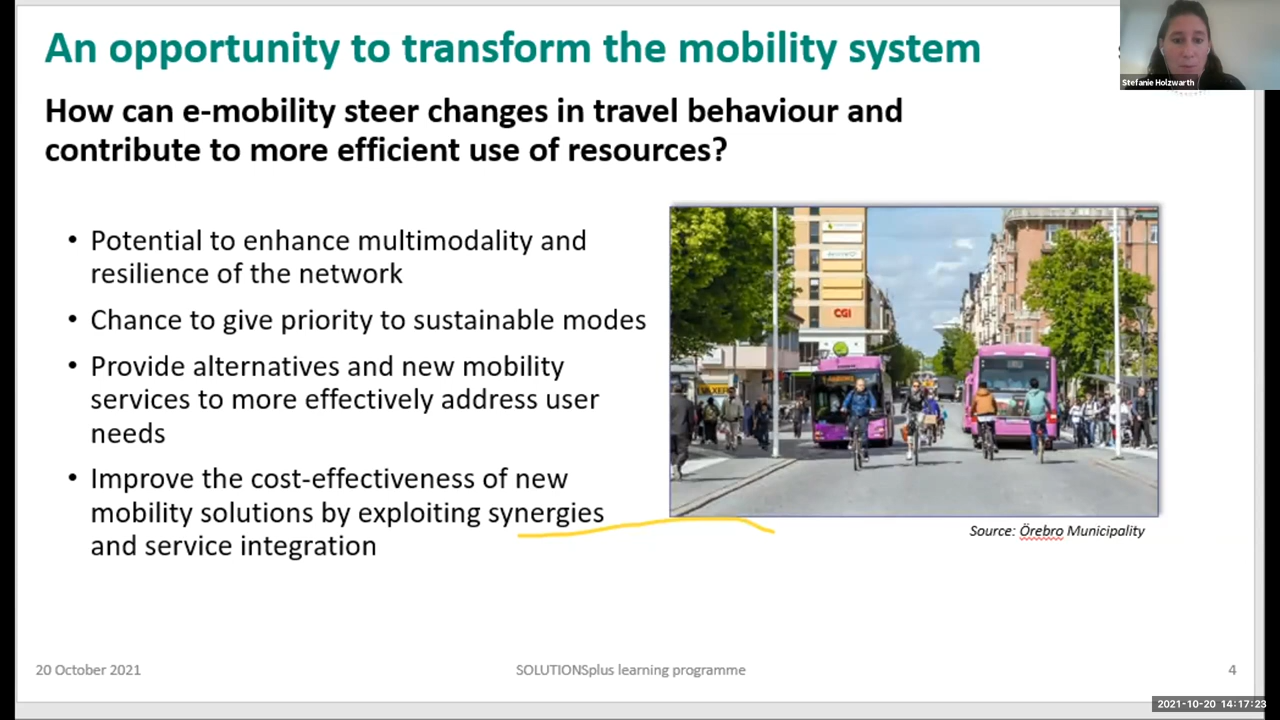 An opportunity to transform the mobility system
Stefanie Holzwarth
How can e-mobility steer changes in travel behaviour and
contribute to more efficient use of resources?
• Potential to enhance multimodality and
resilience of the network
• Chance to give priority to sustainable modes
• Provide alternatives and new mobility
services to more effectively address user
needs
• Improve the cost-effectiveness of new
mobility solutions by exploiting synergies
and service integration
CGI
Source: Örebro Municipality
20 October 2021
SOLUTIONSplus learning programme
4
2021-10-20 14:17:23